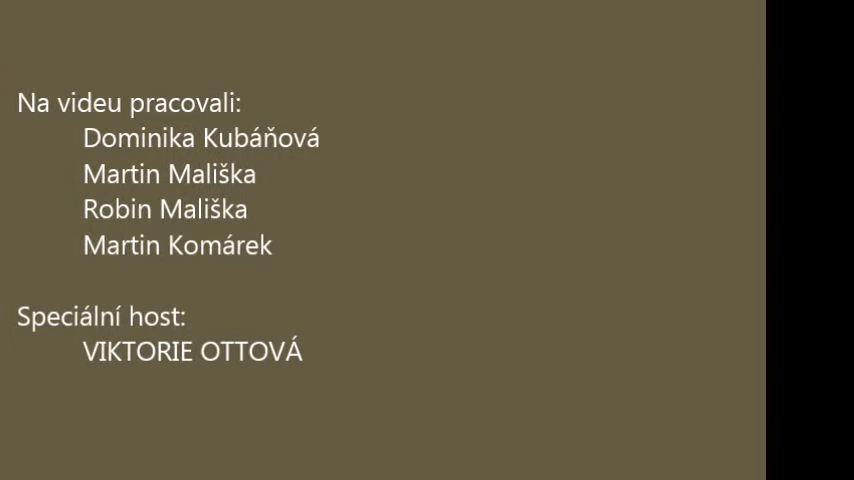 Na videu pracovali:
Dominika Kubáňová
Martin Mališka
Robin Mališka
Martin Komárek
Speciální host:
VIKTORIE OTTOVÁ